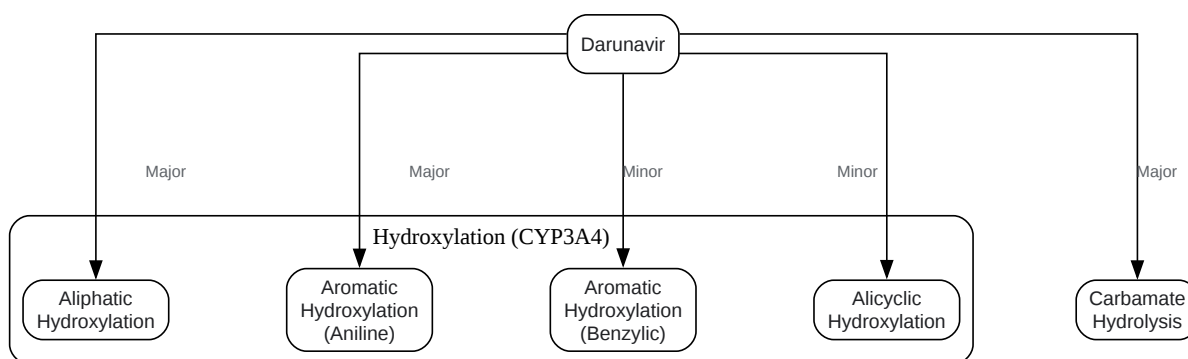 Darunavir
Major
Major
Minor
Minor
Major
Hydroxylation (CYP3A4)
Aliphatic
Hydroxylation
Aromatic
Hydroxylation
(Aniline)
Aromatic
Hydroxylation
(Benzylic)
Alicyclic
Hydroxylation
Carbamate
Hydrolysis